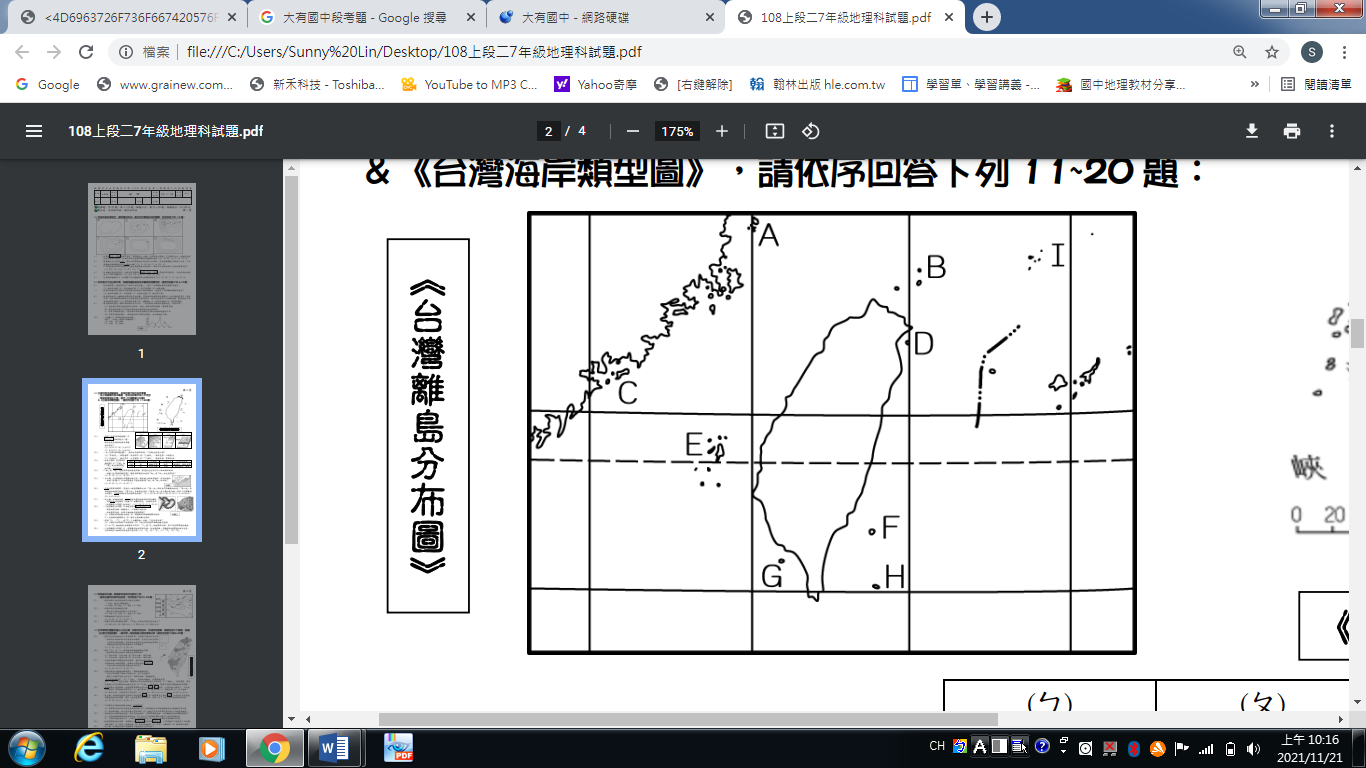 <4D6963726F736F667420576F
大有國中段考題 - Google 搜尋
大有國中 - 網路硬碟
108上段二7年級地理科試題.pdf
檔案
file:///C:/Users/Sunny%20Lin/Desktop/108上段二7年級地理科試題.pdf
S
Google
www.grainew.com...
新禾科技 - Toshiba...
YouTube to MP3 C...
Yahoo奇摩
[右鍵解除]
翰林出版 hle.com.tw
學習單、學習講義 -...
國中地理教材分享...
»
閱讀清單
108上段二7年級地理科試題.pdf
2 / 4
175%
1
2
&《台灣海岸類型圖》，請依序回答下列 11~20 題：
《台灣離島分布圖》
A
B
I
D
C
E
F
G
H
峽
0 20
《
(ㄅ)
(ㄆ)
CH
上午 10:16
2021/11/21